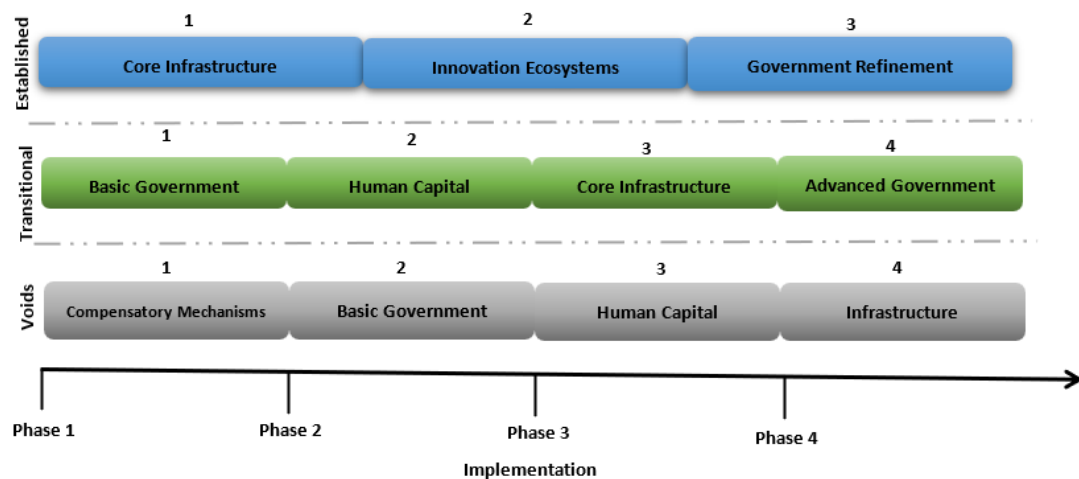 1 2 3
Established
Core Infrastructure Innovation Ecosystems Government Refinement
1 2 3 4
Transitional
Basic Government Human Capital Core Infrastructure Advanced Government
1 2 3 4
Voids
Compensatory Mechanisms Basic Government Human Capital Infrastructure
Phase 1 Phase 2 Phase 3 Phase 4
Implementation